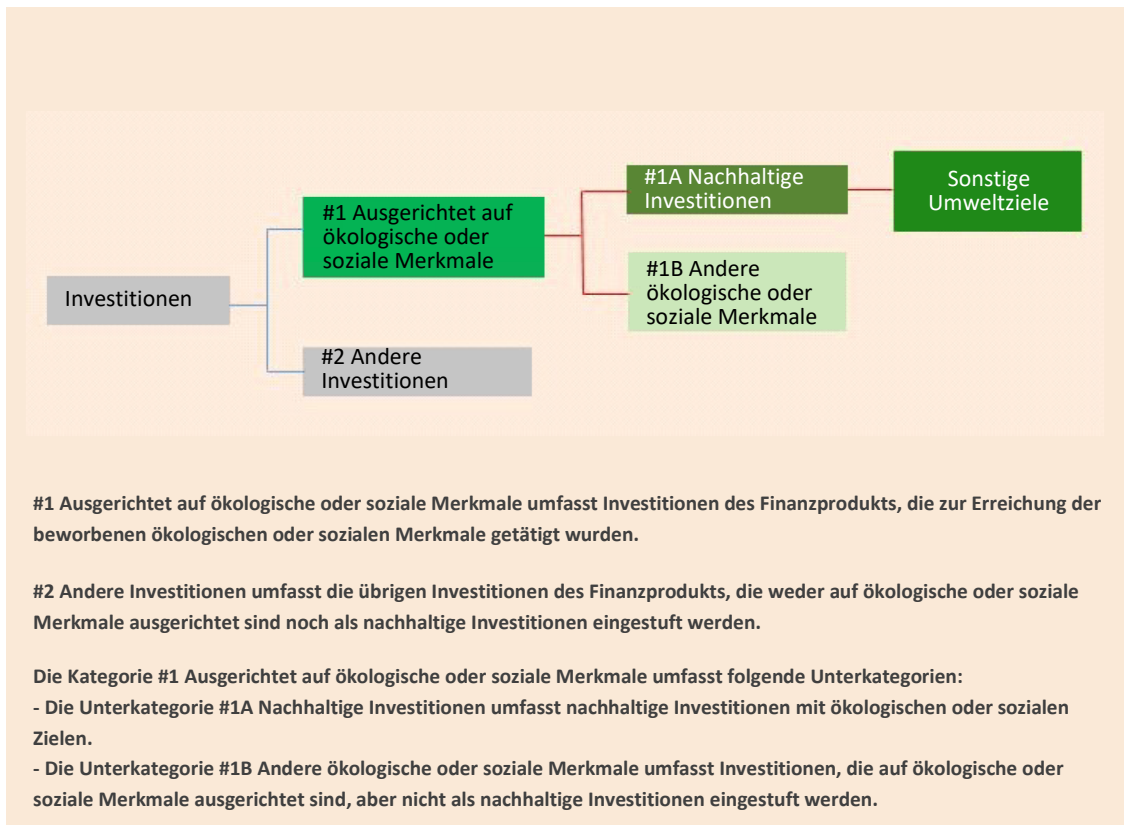 #1A Nachhaltige
Investitionen
Sonstige
Umweltziele
#1 Ausgerichtet auf
ökologische oder
soziale Merkmale
#1B Andere
ökologische oder
soziale Merkmale
Investitionen
#2 Andere
Investitionen
#1 Ausgerichtet auf ökologische oder soziale Merkmale umfasst Investitionen des Finanzprodukts, die zur Erreichung der
beworbenen ökologischen oder sozialen Merkmale getätigt wurden.
#2 Andere Investitionen umfasst die übrigen Investitionen des Finanzprodukts, die weder auf ökologische oder soziale
Merkmale ausgerichtet sind noch als nachhaltige Investitionen eingestuft werden.
Die Kategorie #1 Ausgerichtet auf ökologische oder soziale Merkmale umfasst folgende Unterkategorien:
- Die Unterkategorie #1A Nachhaltige Investitionen umfasst nachhaltige Investitionen mit ökologischen oder sozialen
Zielen.
- Die Unterkategorie #1B Andere ökologische oder soziale Merkmale umfasst Investitionen, die auf ökologische oder
soziale Merkmale ausgerichtet sind, aber nicht als nachhaltige Investitionen eingestuft werden.